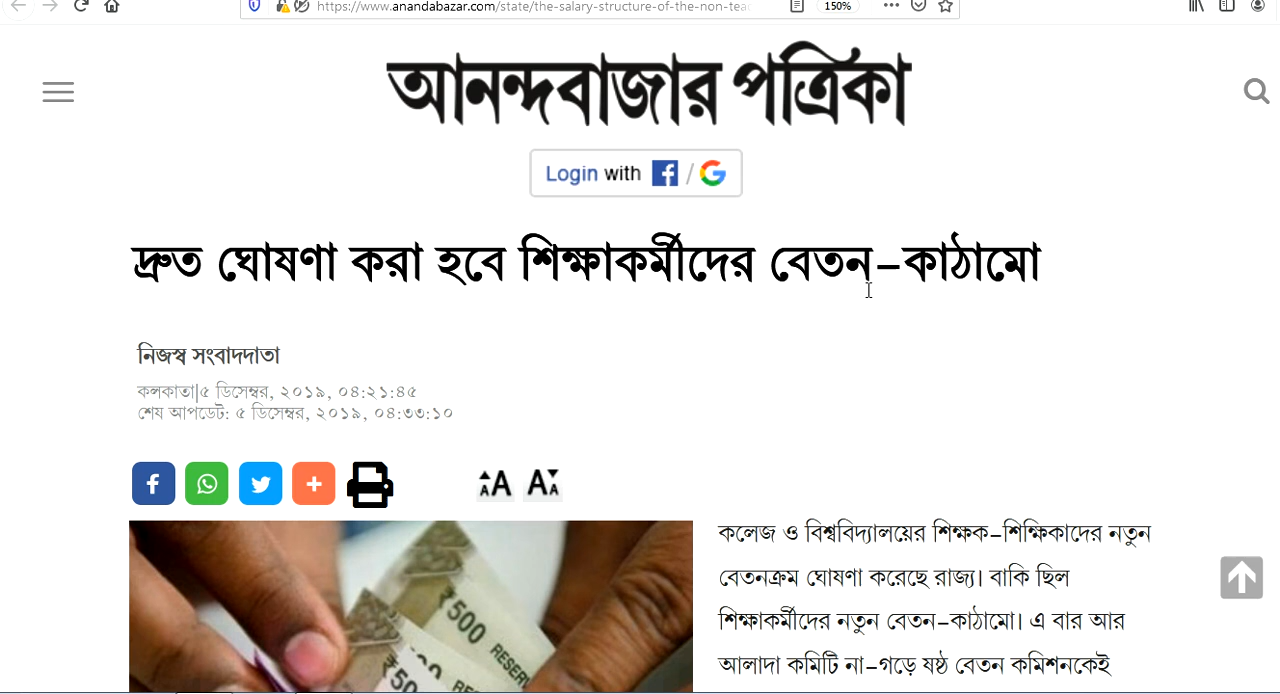 https://www.anandabazar.com/state/the-salary-structure-of-the-non-tea
150%
আনন্দবাজার পত্রিকা
Login with f / G
দ্রুত ঘোষণা করা হবে শিক্ষাকর্মীদের বেতন-কাঠামো
নিজস্ব সংবাদদাতা
কলকাতা|৫ ডিসেম্বর, ২০১৯, ০৪:২১:৪৫
শেষ আপডেট: ৫ ডিসেম্বর, ২০১৯, ০৪:৩৩:১০
কলেজ ও বিশ্ববিদ্যালয়ের শিক্ষক-শিক্ষিকাদের নতুন
বেতনক্রম ঘোষণা করেছে রাজ্য। বাকি ছিল
শিক্ষাকর্মীদের নতুন বেতন-কাঠামো। এ বার আর
আলাদা কমিটি না-গড়ে ষষ্ঠ বেতন কমিশনকেই
₹500
₹50